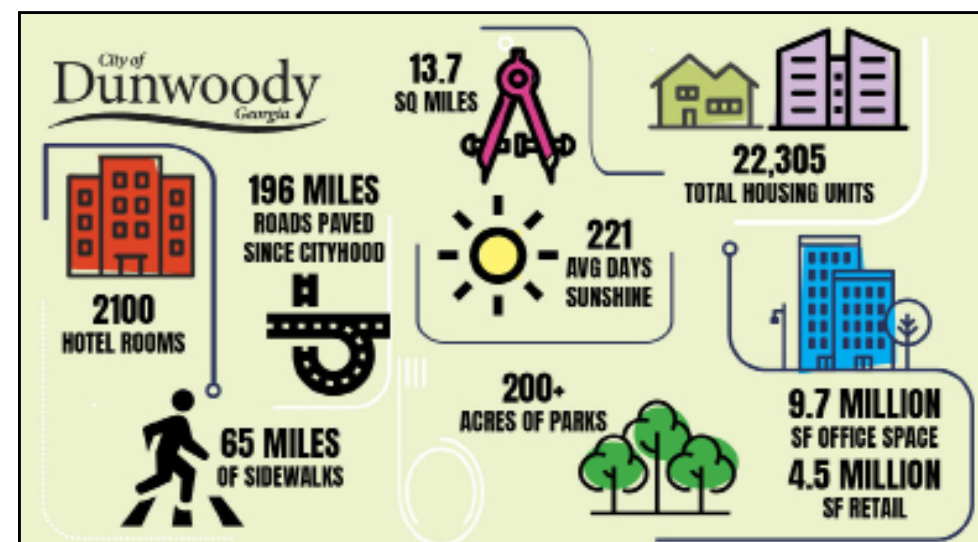 City of
Dunwoody
Georgia
13.7
SQ MILES
22,305
TOTAL HOUSING UNITS
196 MILES
ROADS PAVED
SINCE CITYHOOD
221
AVG DAYS
SUNSHINE
2100
HOTEL ROOMS
65 MILES
OF SIDEWALKS
200+
ACRES OF PARKS
9.7 MILLION
SF OFFICE SPACE
4.5 MILLION
SF RETAIL